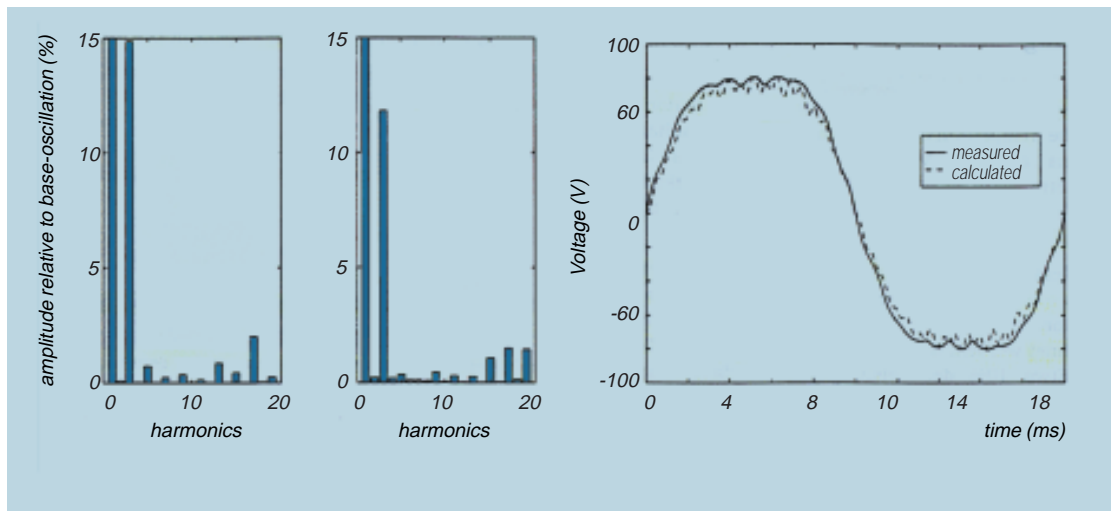 amplitude relative to base-oscillation (%)
15
10
5
0
0 10 20
harmonics
15
10
5
0
0 10 20
harmonics
Voltage (V)
100
60
0
-60
-100
measured
calculated
0 4 8 10 14 18
time (ms)